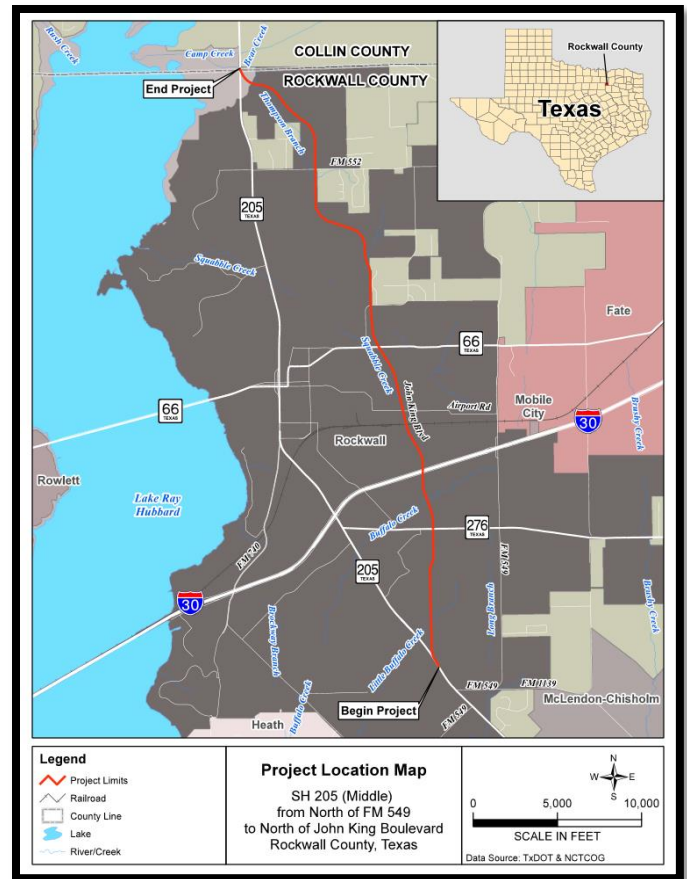 Rush Creek
Camp Creek
Bear Creek
COLLIN COUNTY
ROCKWALL COUNTY
End Project
Rockwall County
Texas
Thompson Branch
FM 552
205
TEXAS
Squabble Creek
Fate
66
TEXAS
Squabble Creek
John King Blvd
Airport Rd
Mobile
City
30
Brushy Creek
66
TEXAS
Rockwall
Rowlett
Lake Ray
Hubbard
Buffalo Creek
276
TEXAS
FM 740
205
TEXAS
FM 549
Long Branch
30
Brockway Branch
Little Buffalo Creek
Brushy Creek
Buffalo Creek
FM 549
FM 1139
Begin Project
McLendon-Chisholm
FM 549
Heath
Legend
Project Limits
Railroad
County Line
Lake
River/Creek
Project Location Map
SH 205 (Middle)
from North of FM 549
to North of John King Boulevard
Rockwall County, Texas
N
W E
S
0 5,000 10,000
SCALE IN FEET
Data Source: TxDOT & NCTCOG